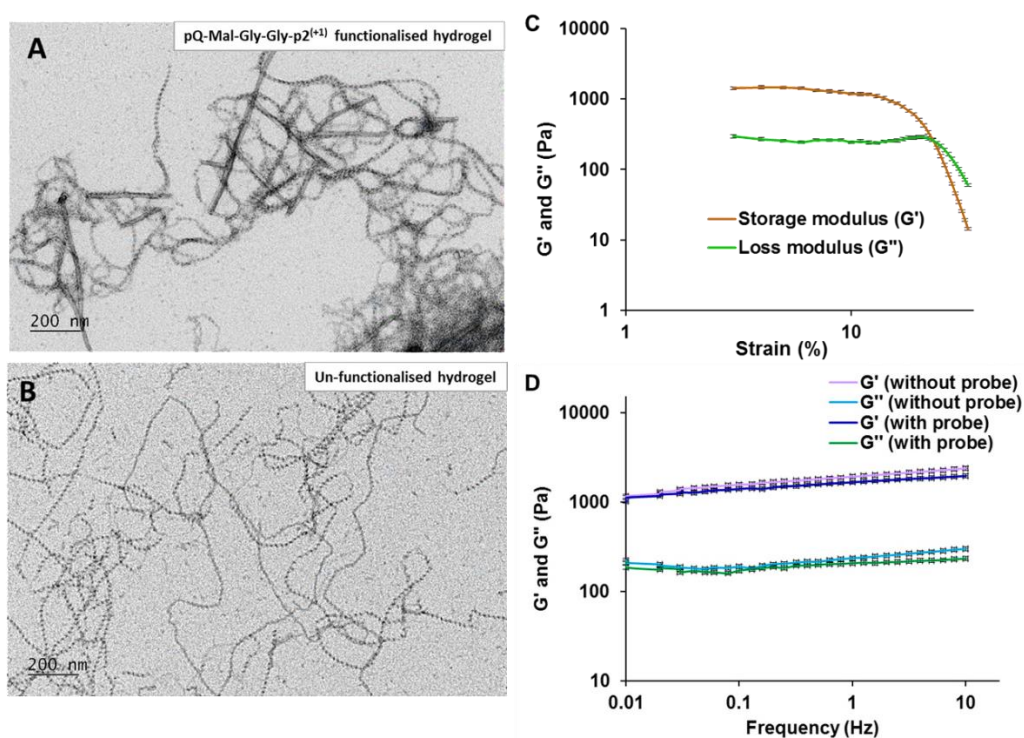 A
pQ-Mal-Gly-Gly-p2(+1) functionalised hydrogel
200 nm
B
Un-functionalised hydrogel
200 nm
C
10000
1000
100
10
1
G' and G" (Pa)
Storage modulus (G')
Loss modulus (G")
1
10
Strain (%)
D
G' (without probe)
G" (without probe)
G' (with probe)
G" (with probe)
10000
1000
100
10
G' and G" (Pa)
0.01
0.1
1
10
Frequency (Hz)